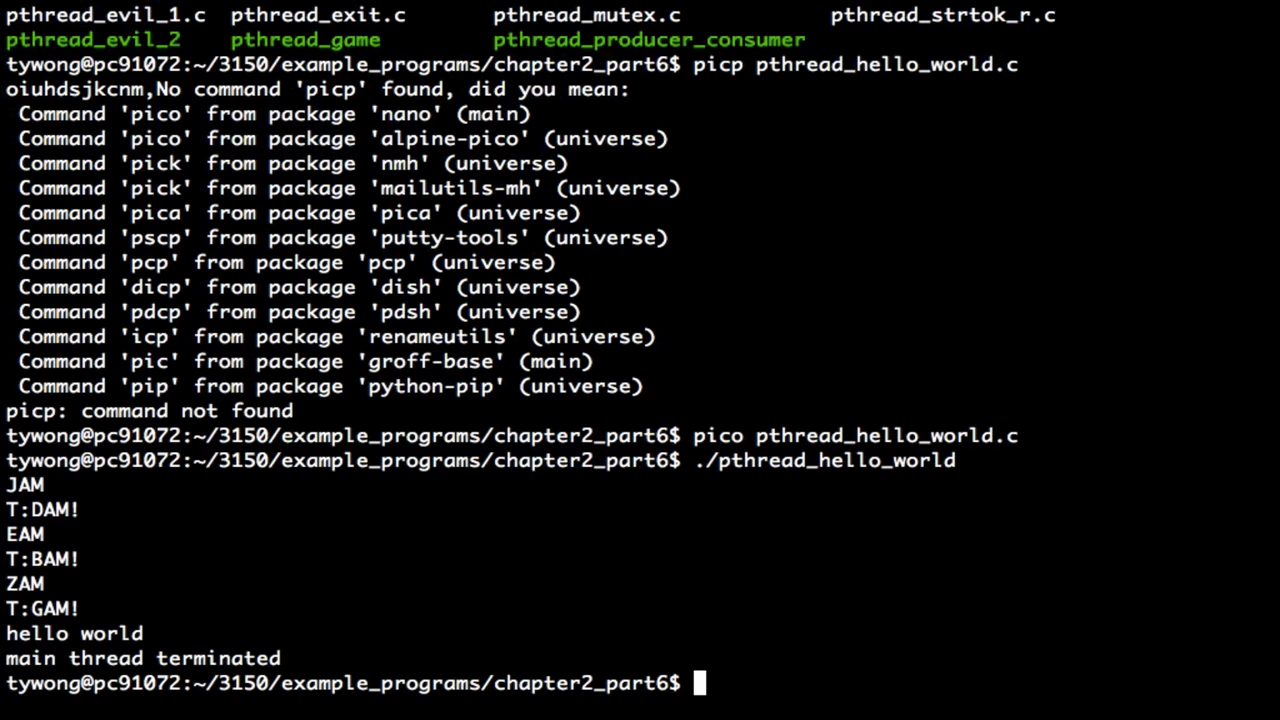 pthread_evil_1.c pthread_exit.c pthread_mutex.c pthread_strtok_r.c
pthread_evil_2 pthread_game pthread_producer_consumer
tywong@pc91072:~/3150/example_programs/chapter2_part6$ picp pthread_hello_world.c
oiuhdsjkcnm,No command 'picp' found, did you mean:
Command 'pico' from package 'nano' (main)
Command 'pico' from package 'alpine-pico' (universe)
Command 'pick' from package 'nmh' (universe)
Command 'pick' from package 'mailutils-mh' (universe)
Command 'pica' from package 'pica' (universe)
Command 'pscp' from package 'putty-tools' (universe)
Command 'pcp' from package 'pcp' (universe)
Command 'dicp' from package 'dish' (universe)
Command 'pdcp' from package 'pdsh' (universe)
Command 'icp' from package 'renameutils' (universe)
Command 'pic' from package 'groff-base' (main)
Command 'pip' from package 'python-pip' (universe)
picp: command not found
tywong@pc91072:~/3150/example_programs/chapter2_part6$ pico pthread_hello_world.c
tywong@pc91072:~/3150/example_programs/chapter2_part6$ ./pthread_hello_world
JAM
T:DAM!
EAM
T:BAM!
ZAM
T:GAM!
hello world
main thread terminated
tywong@pc91072:~/3150/example_programs/chapter2_part6$